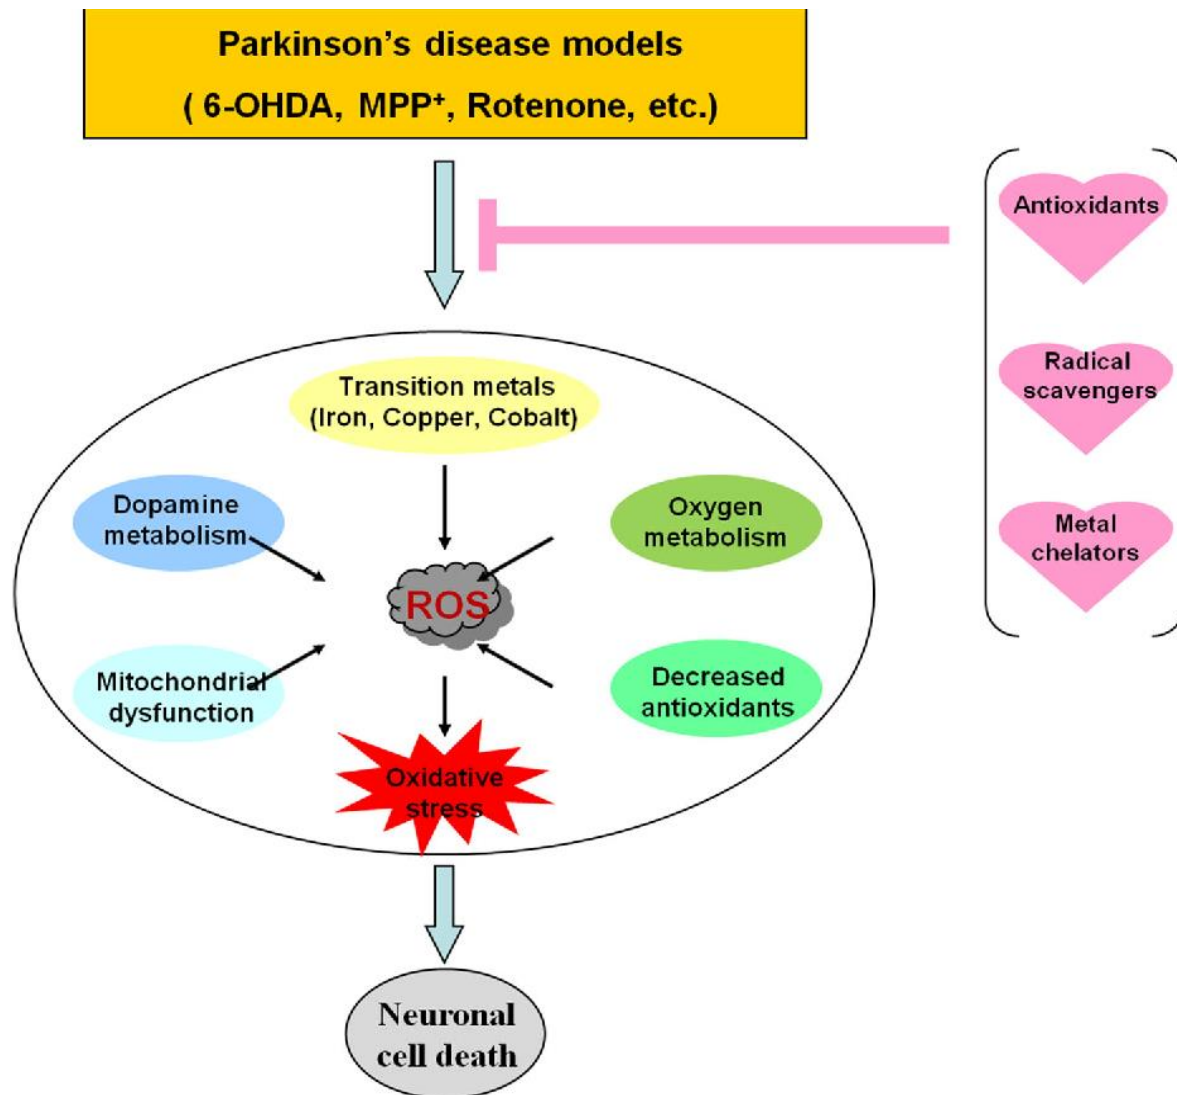 Parkinson's disease models
( 6-OHDA, MPP⁺, Rotenone, etc.)
Antioxidants
Radical
scavengers
Metal
chelators
Transition metals
(Iron, Copper, Cobalt)
Dopamine
metabolism
Oxygen
metabolism
ROS
Mitochondrial
dysfunction
Decreased
antioxidants
Oxidative
stress
Neuronal
cell death